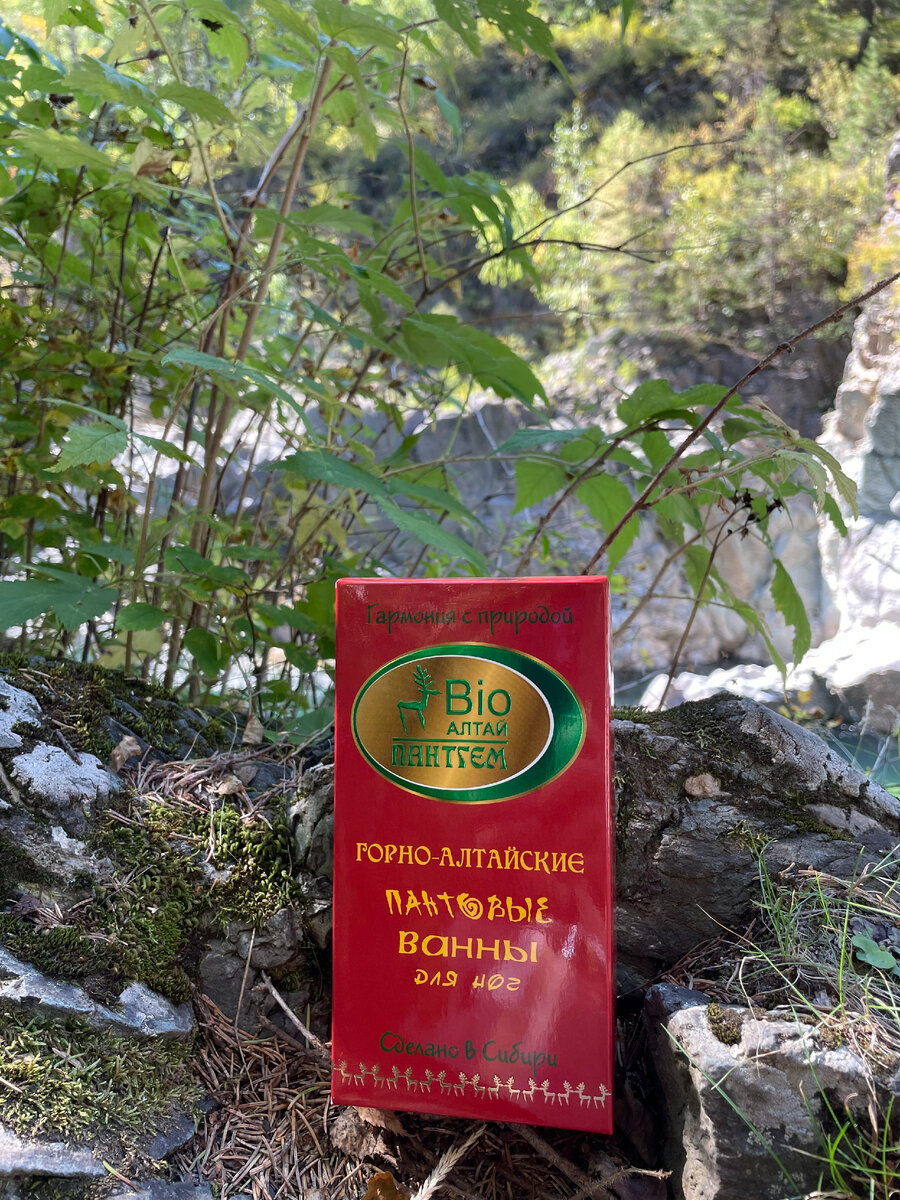 Гармония с природой
Bio
АЛТАЙ
ПАНТГЕМ
ГОРНО-АЛТАЙСКИЕ
ПАНТОВЫЕ
ВАННЫ
для ног
Сделано в Сибири